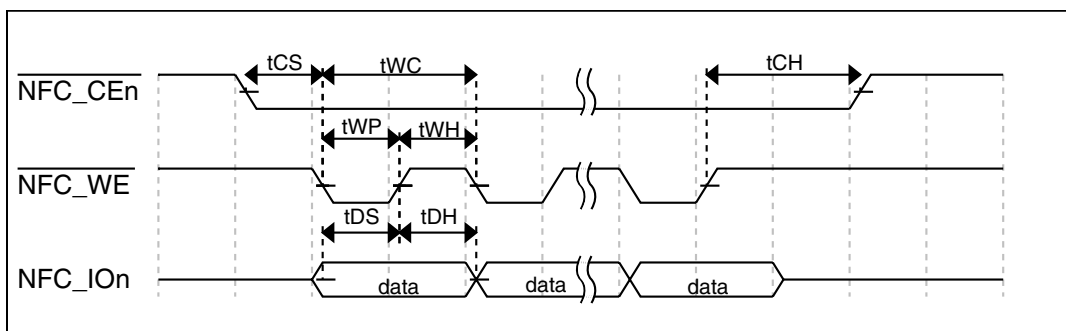 tCS tWC tCH
NFC_CEn
tWP tWH
NFC_WE
tDS tDH
NFC_IOn data data data